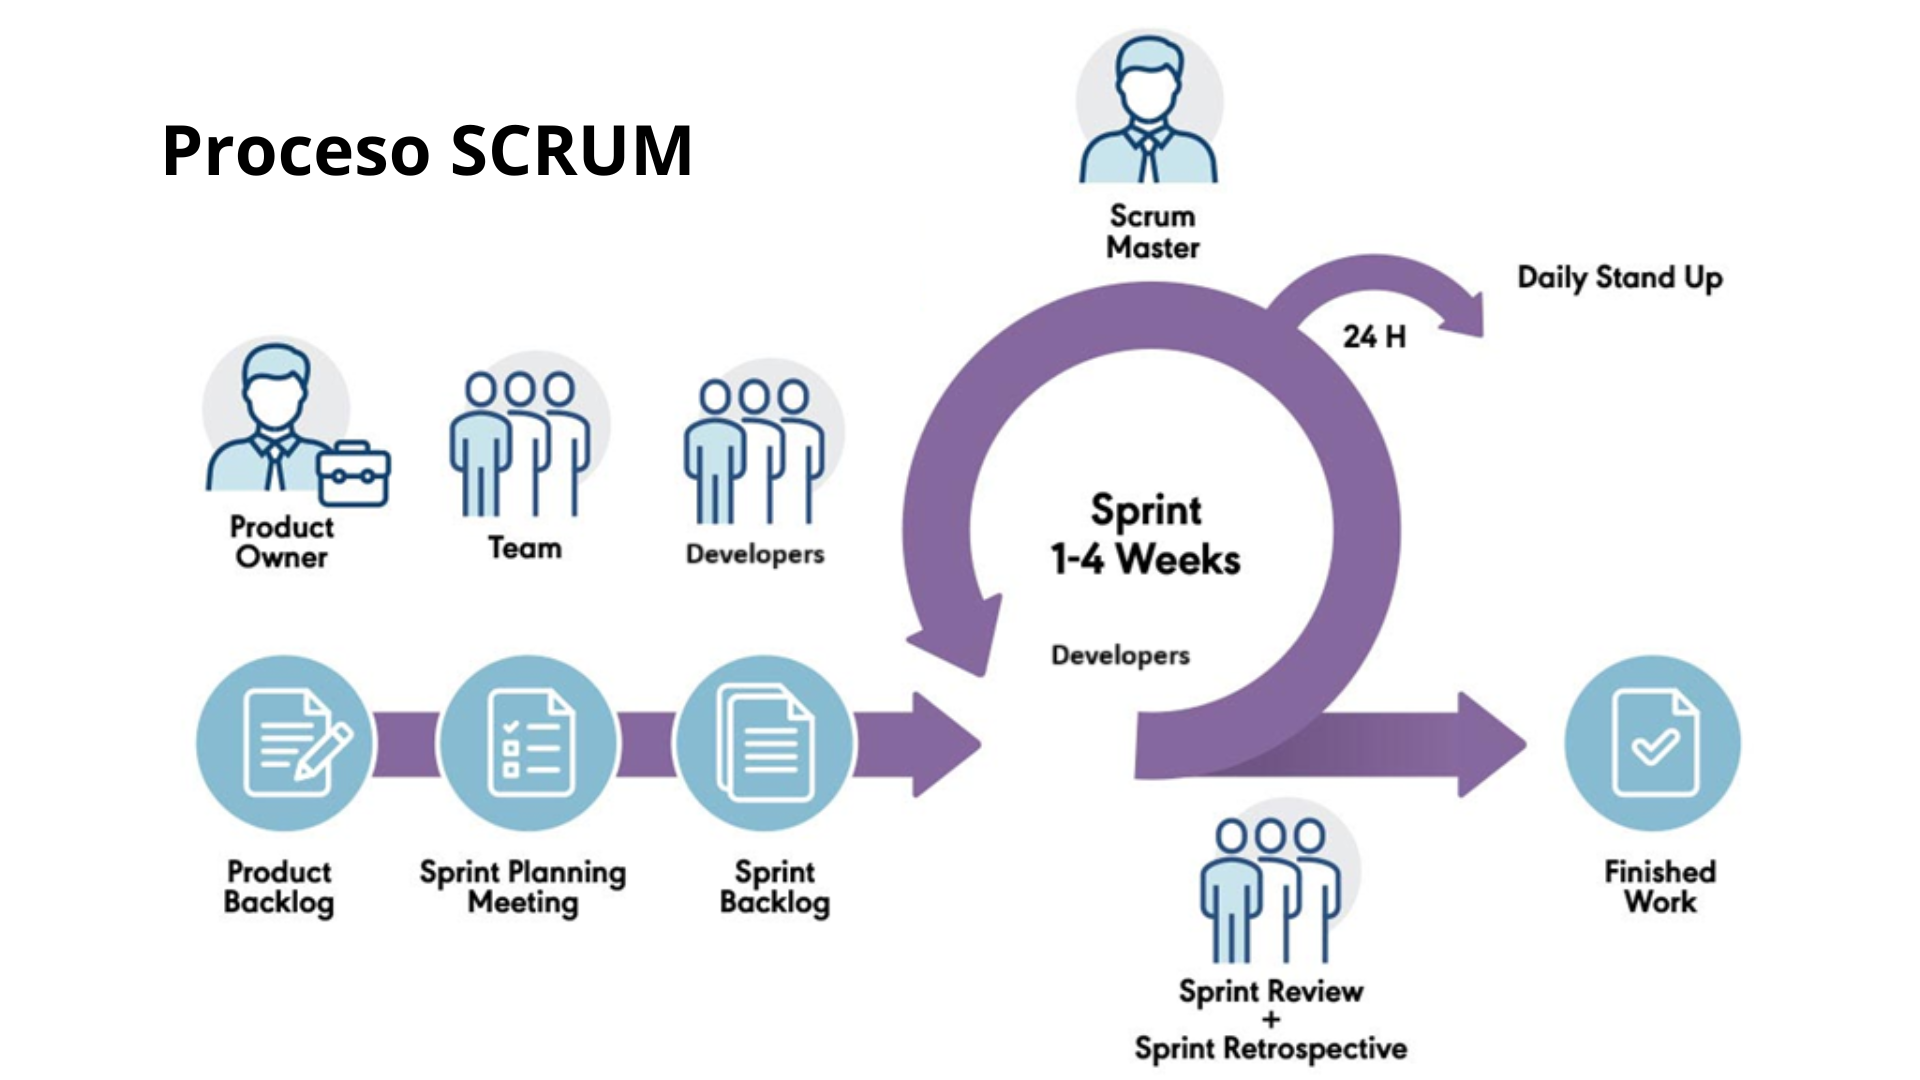 Proceso SCRUM
Scrum
Master
Daily Stand Up
24 H
Product
Owner
Team
Developers
Sprint
1-4 Weeks
Developers
Product
Backlog
Sprint Planning
Meeting
Sprint
Backlog
Finished
Work
Sprint Review
+
Sprint Retrospective